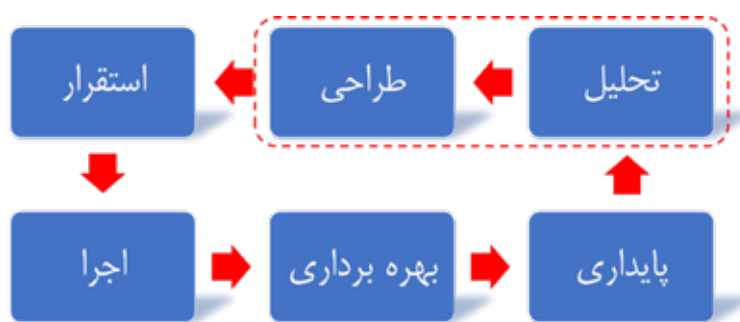 تحلیل
طراحی
استقرار
اجرا
بهره برداری
پایداری